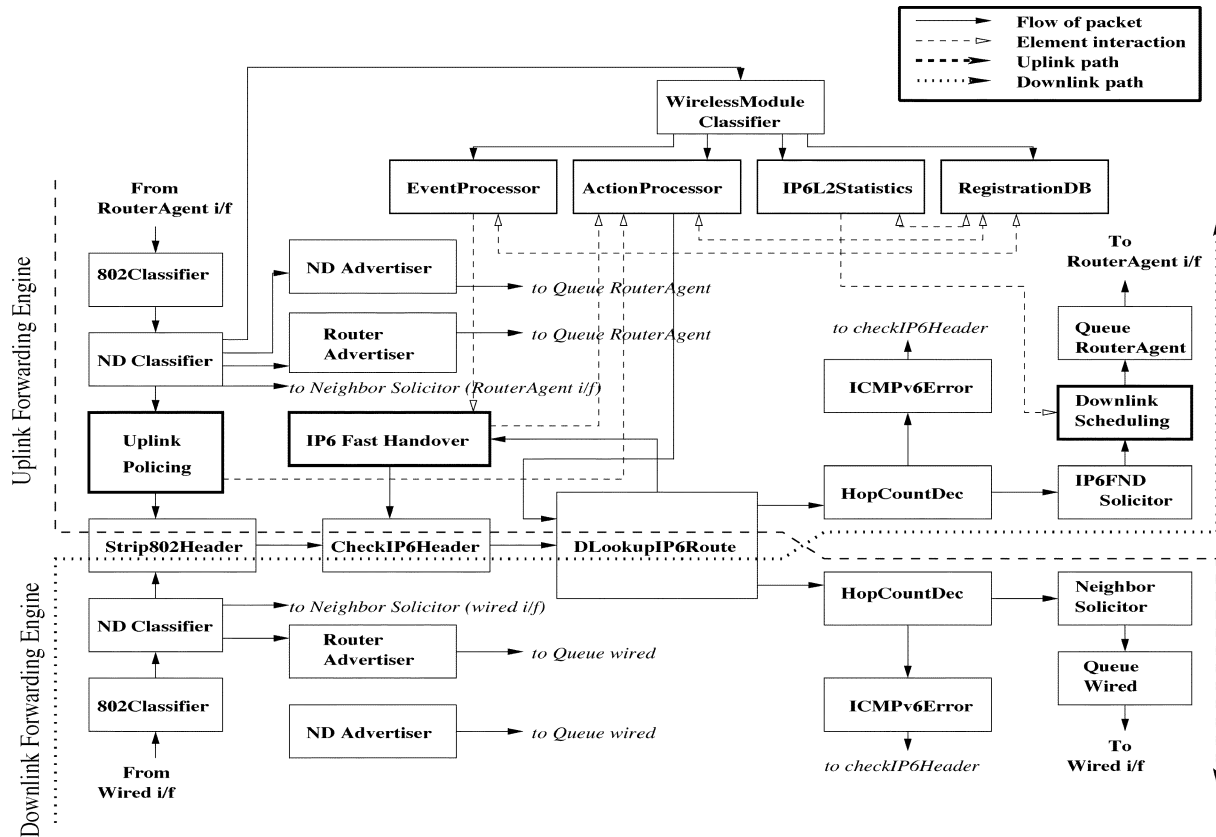 Flow of packet
Element interaction
Uplink path
Downlink path
WirelessModule
Classifier
EventProcessor
ActionProcessor
IP6L2Statistics
RegistrationDB
From
RouterAgent i/f
To
RouterAgent i/f
802Classifier
ND Advertiser
to Queue RouterAgent
Queue
RouterAgent
Router
Advertiser
to Queue RouterAgent
to checkIP6Header
ND Classifier
to Neighbor Solicitor (RouterAgent i/f)
ICMPv6Error
Downlink
Scheduling
Uplink
Policing
IP6 Fast Handover
HopCountDec
IP6FND
Solicitor
Uplink Forwarding Engine
Strip802Header
CheckIP6Header
DLookupIP6Route
Downlink Forwarding Engine
ND Classifier
to Neighbor Solicitor (wired i/f)
HopCountDec
Neighbor
Solicitor
Router
Advertiser
to Queue wired
Queue
Wired
802Classifier
ND Advertiser
to Queue wired
ICMPv6Error
to checkIP6Header
From
Wired i/f
To
Wired i/f